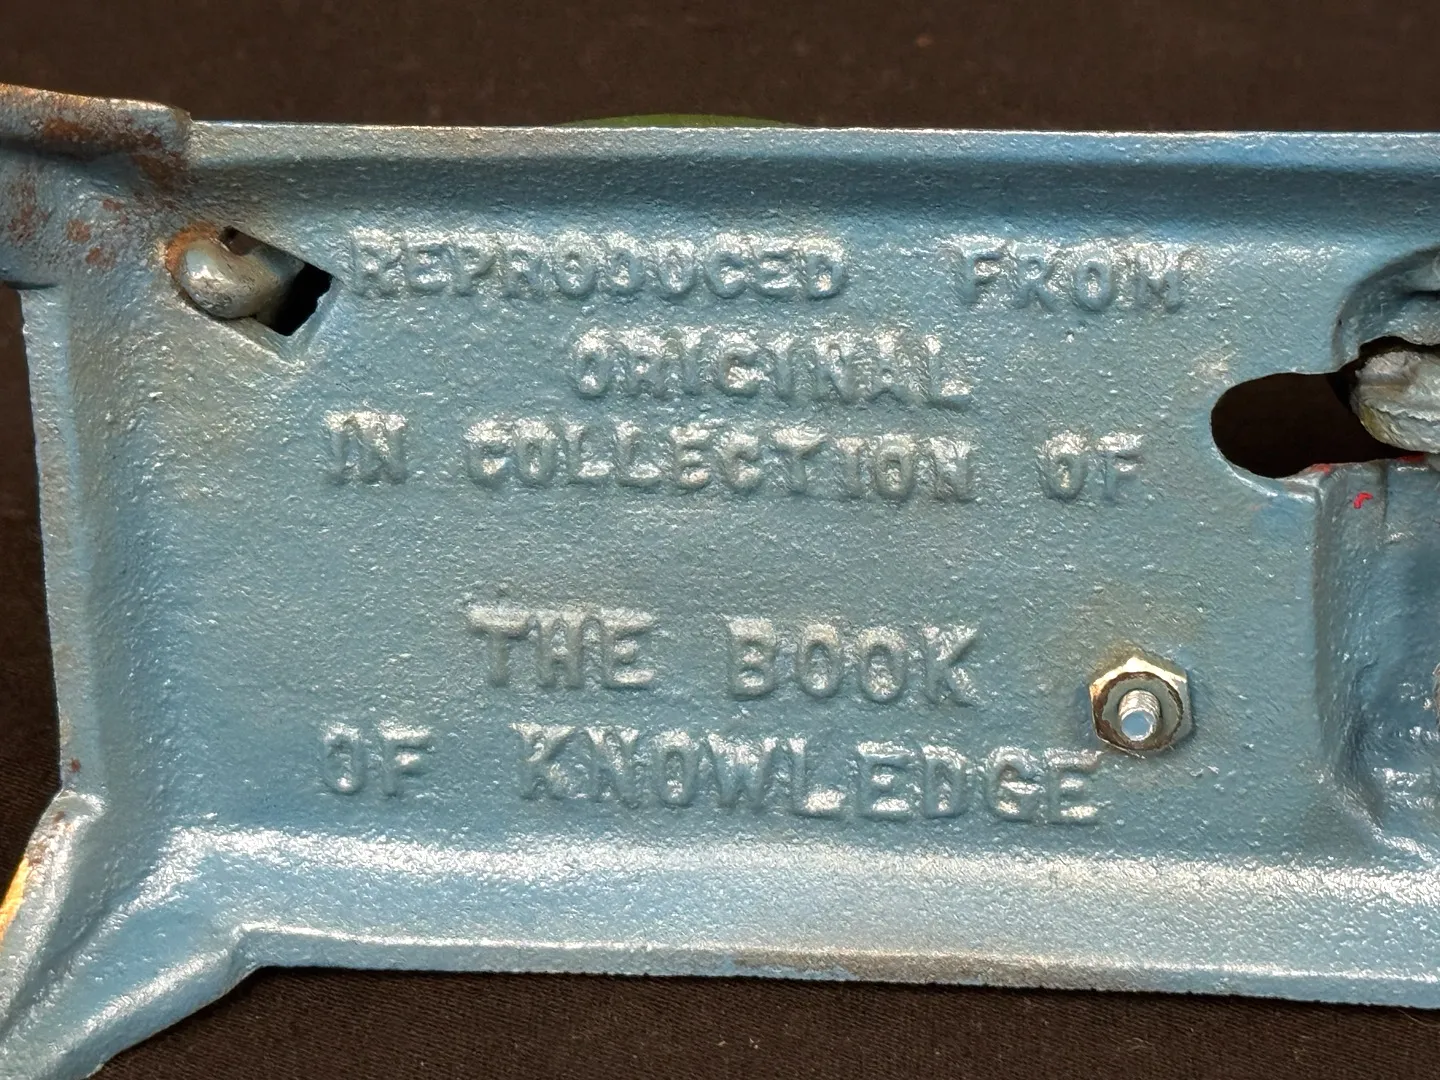 REPRODUCED FROM
ORIGINAL
IN COLLECTION OF
THE BOOK
OF KNOWLEDGE